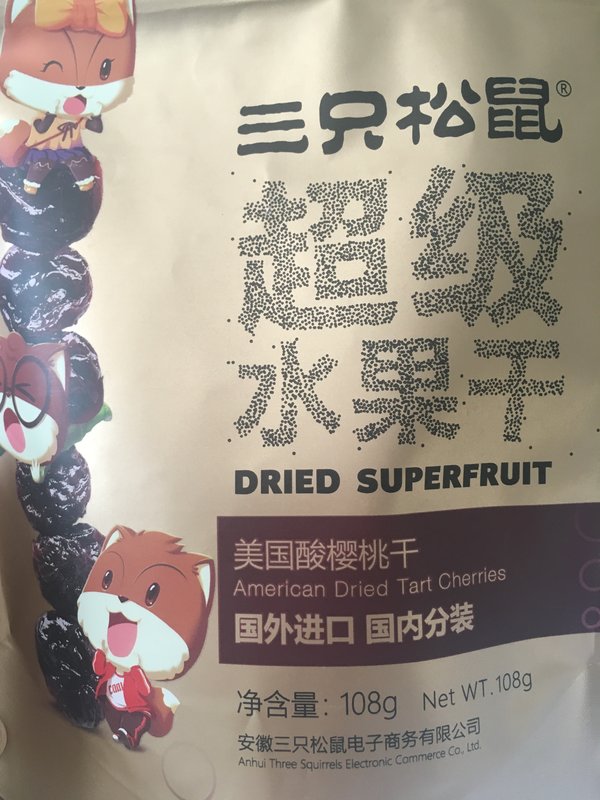 三只松鼠®
超级
水果干
DRIED SUPERFRUIT
美国酸樱桃干
American Dried Tart Cherries
国外进口 国内分装
净含量：108g Net WT.108g
安徽三只松鼠电子商务有限公司
Anhui Three Squirrels Electronic Commerce Co., Ltd.
COOL